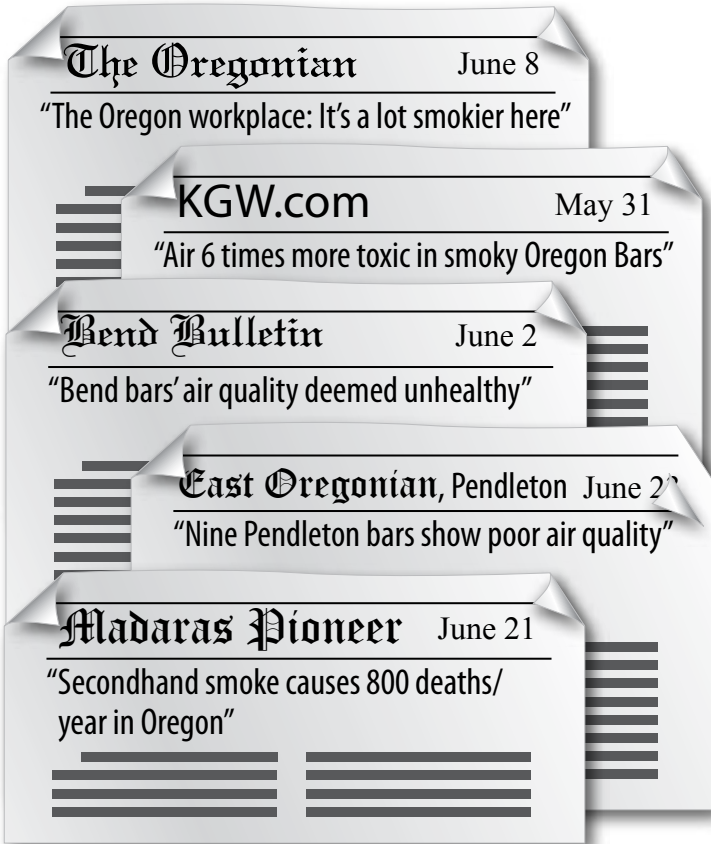 The Oregonian June 8
“The Oregon workplace: It’s a lot smokier here”
KGW.com May 31
“Air 6 times more toxic in smoky Oregon Bars”
Bend Bulletin June 2
“Bend bars’ air quality deemed unhealthy”
East Oregonian, Pendleton June
“Nine Pendleton bars show poor air quality”
Madaras Pioneer June 21
“Secondhand smoke causes 800 deaths/
year in Oregon”